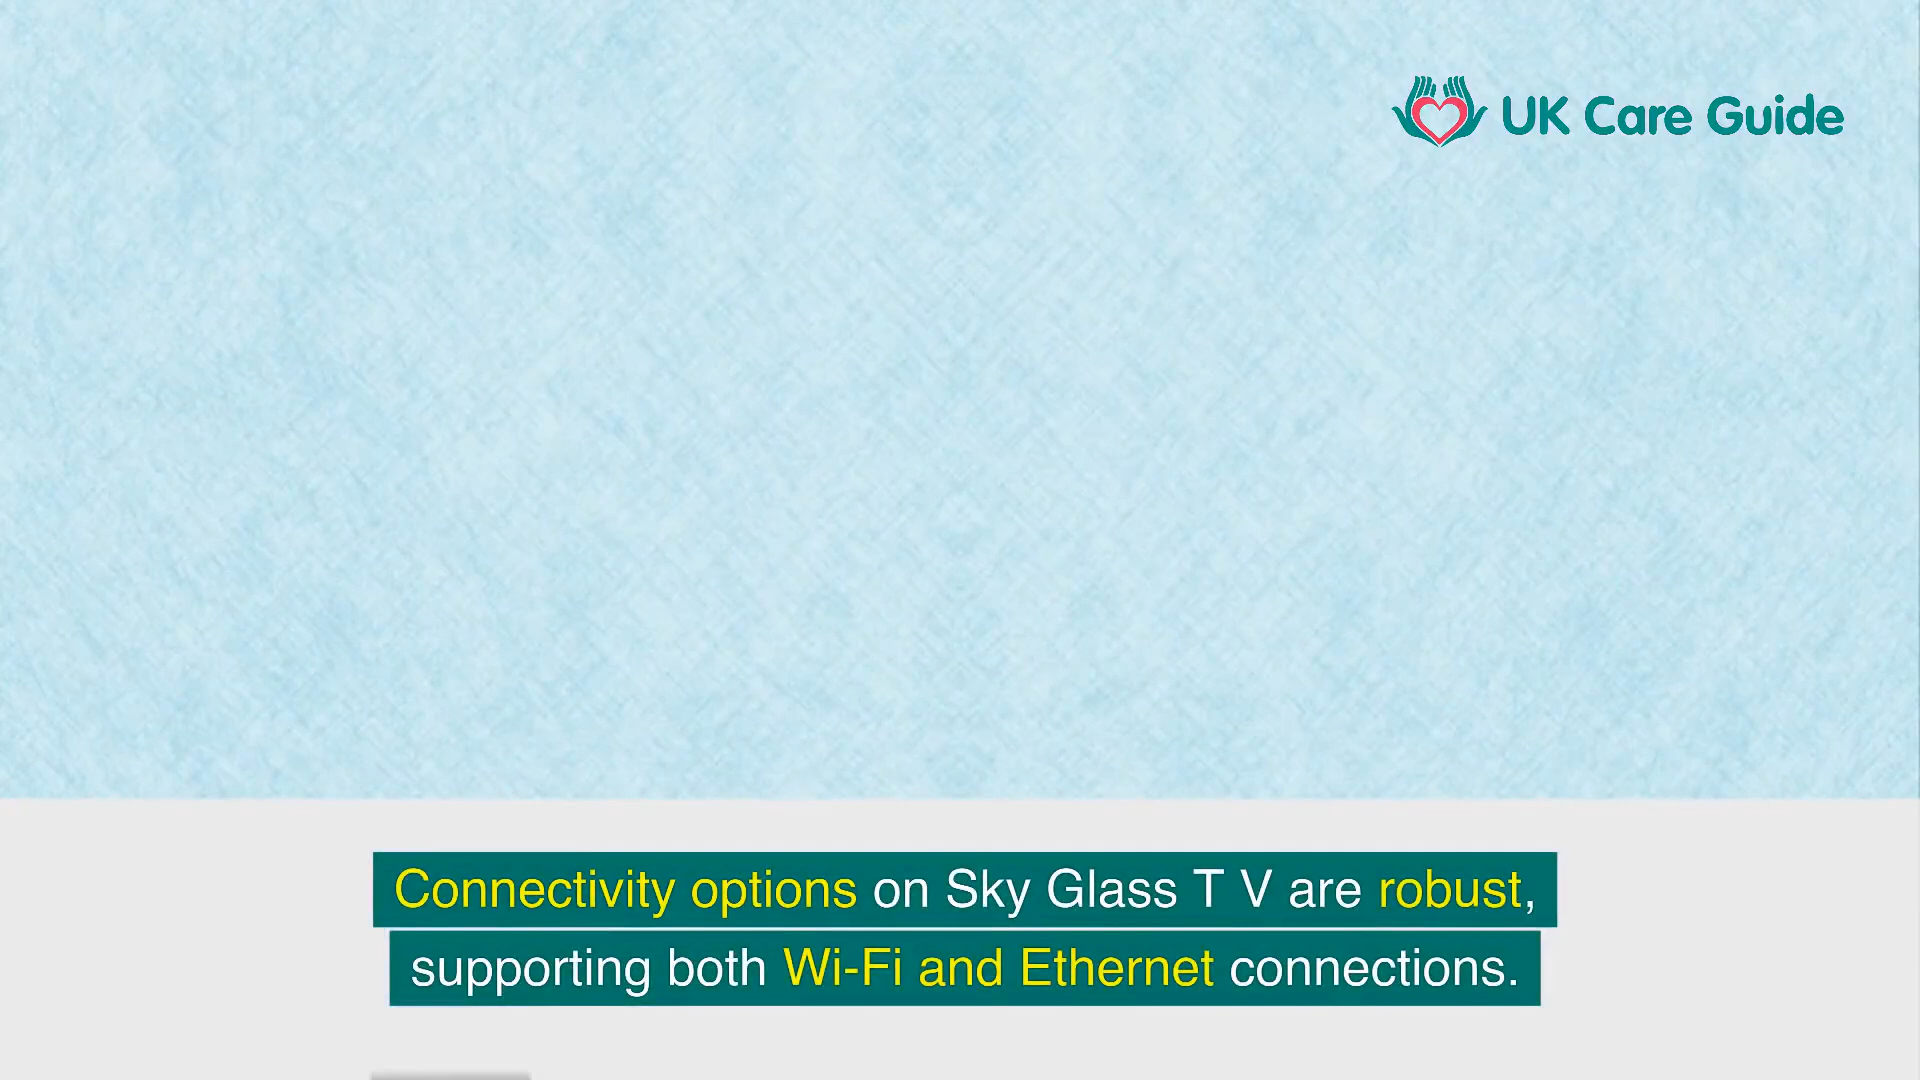 UK Care Guide
Connectivity options on Sky Glass T V are robust,
supporting both Wi-Fi and Ethernet connections.